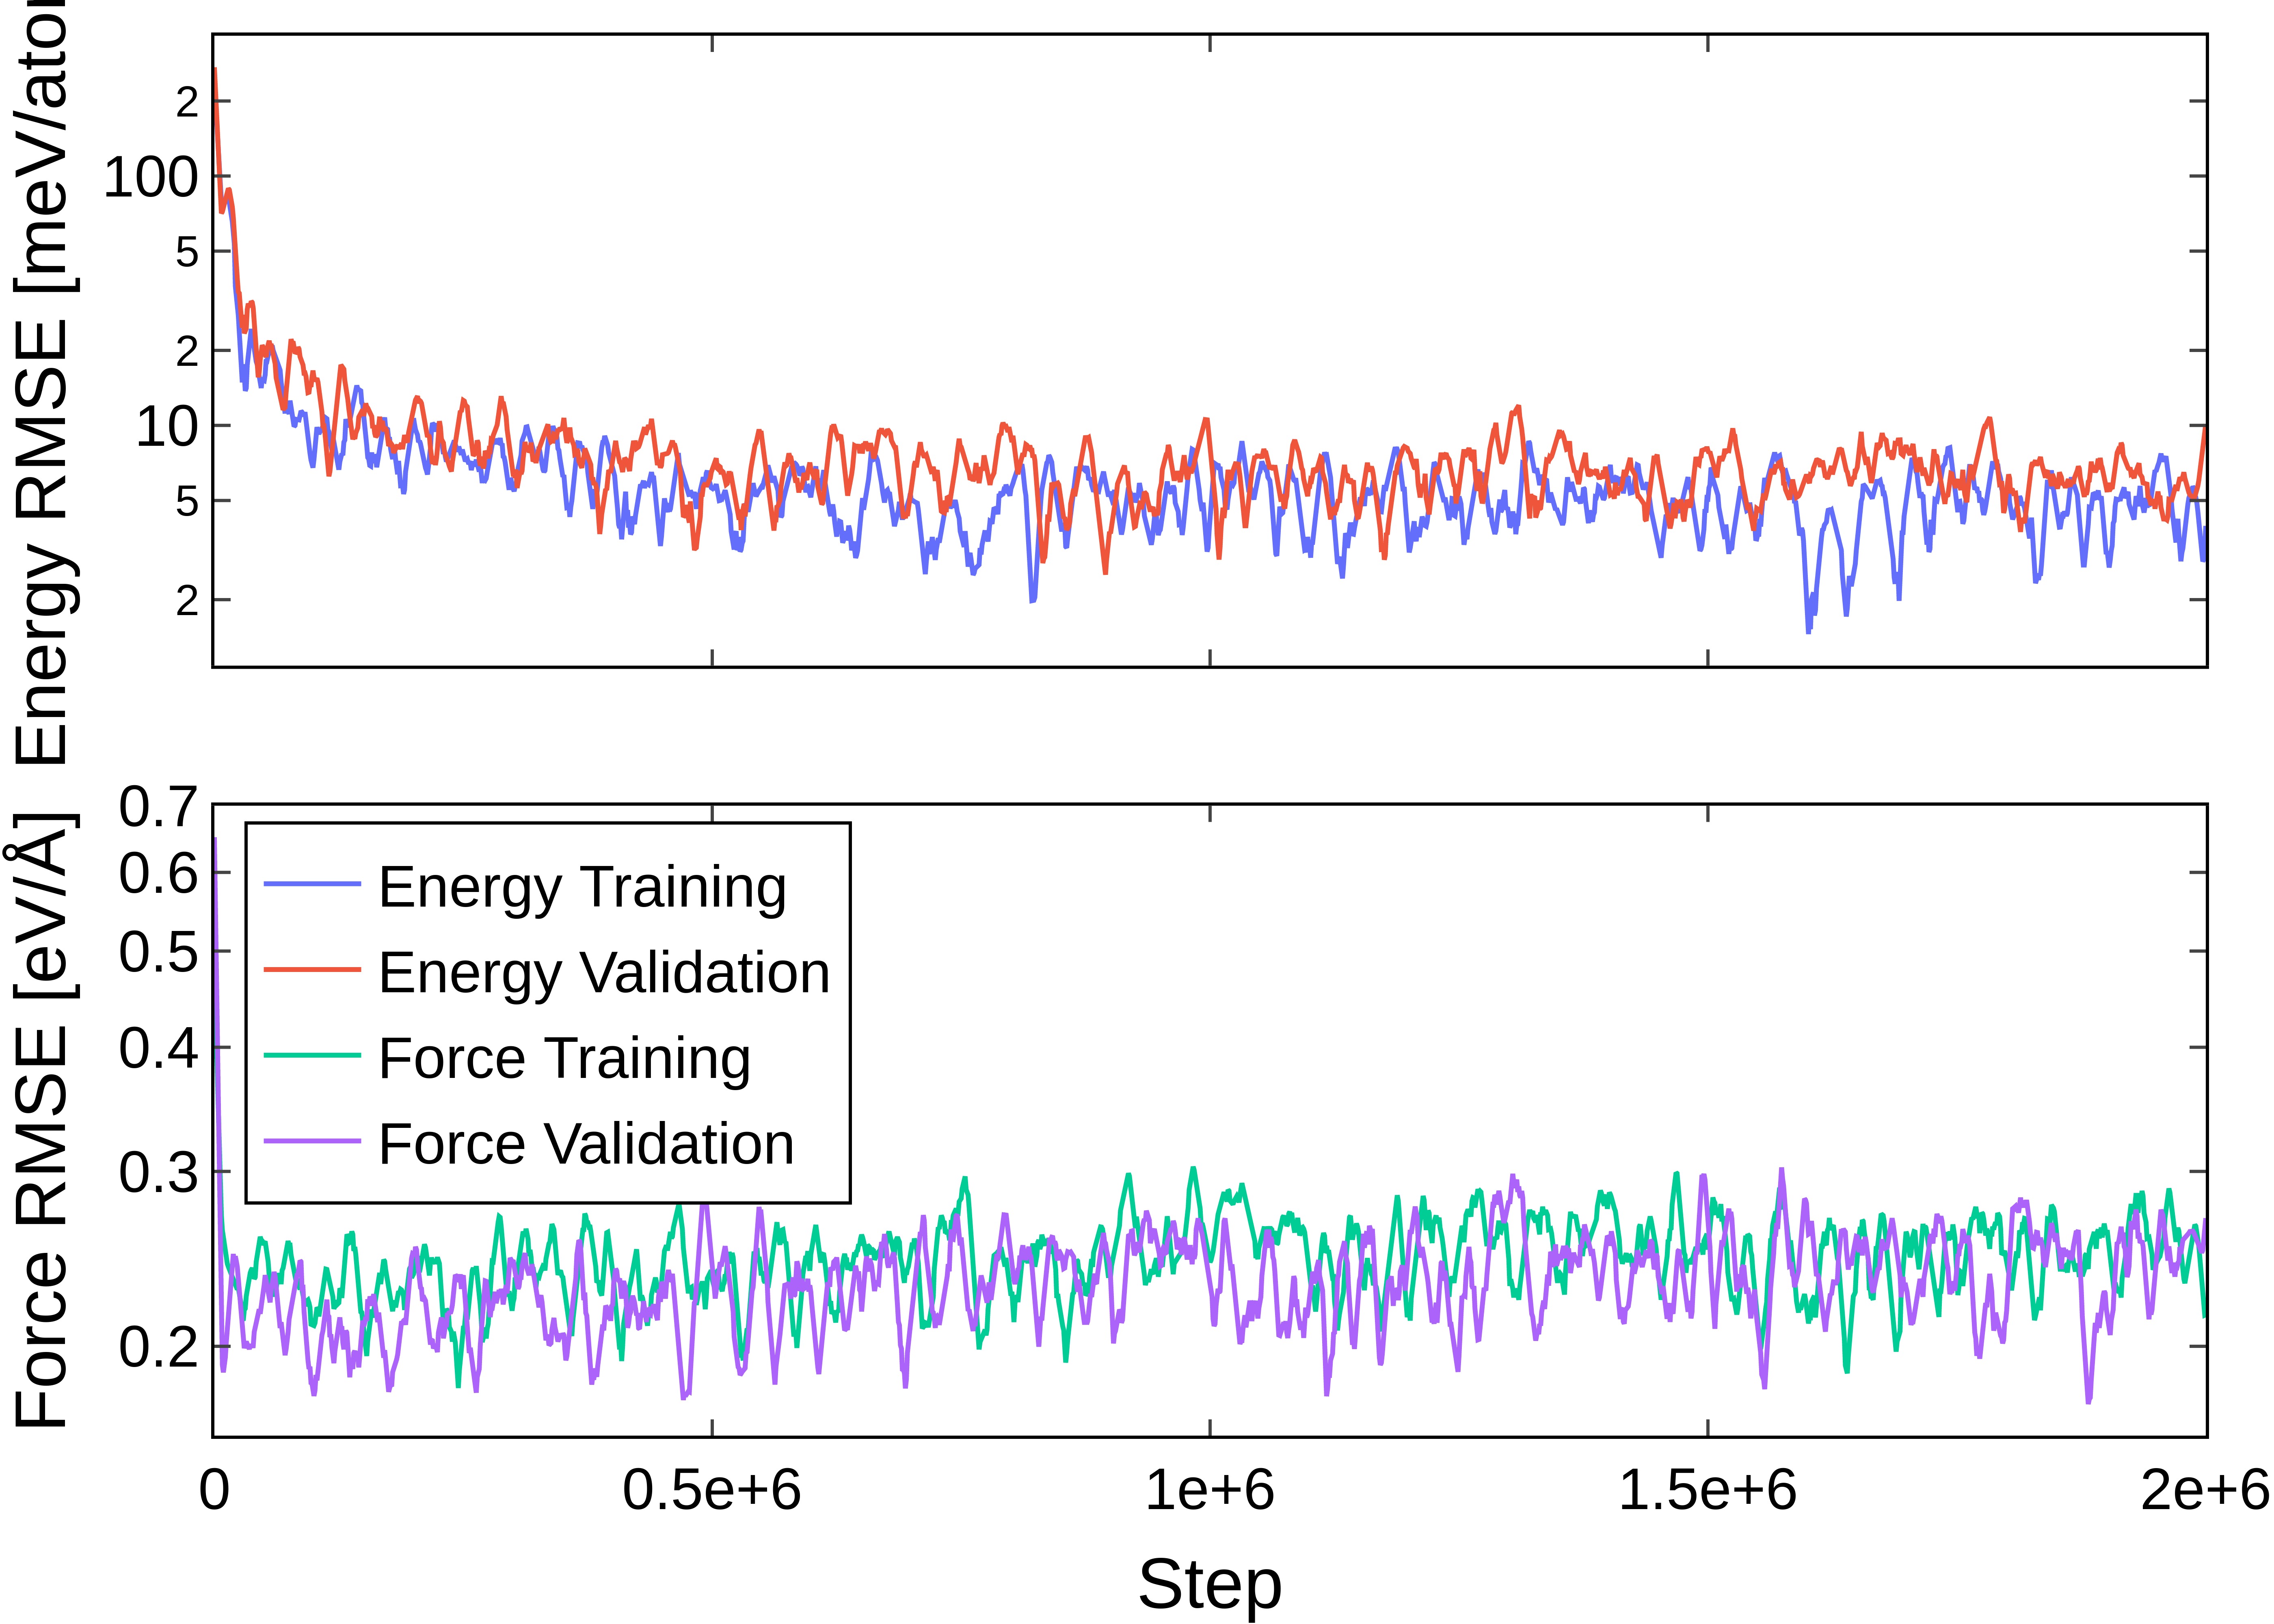 Energy RMSE [meV/ato
2
100
5
2
10
5
2
Force RMSE [eV/Å]
0.7
0.6
0.5
0.4
0.3
0.2
Energy Training
Energy Validation
Force Training
Force Validation
0 0.5e+6 1e+6 1.5e+6 2e+6
Step